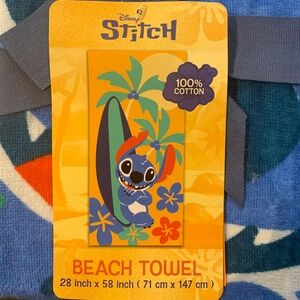 Disney
Stitch
100%
COTTON
BEACH TOWEL
28 inch x 58 inch ( 71 cm x 147 cm )